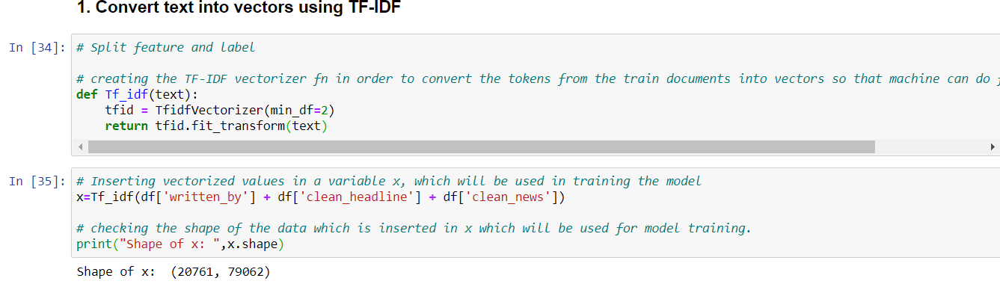 1. Convert text into vectors using TF-IDF
In [34]: # Split feature and label
# creating the TF-IDF vectorizer fn in order to convert the tokens from the train documents into vectors so that machine can do
def Tf_idf(text):
    tfid = TfidfVectorizer(min_df=2)
    return tfid.fit_transform(text)
In [35]: # Inserting vectorized values in a variable x, which will be used in training the model
x=Tf_idf(df['written_by'] + df['clean_headline'] + df['clean_news'])
# checking the shape of the data which is inserted in x which will be used for model training.
print("Shape of x: ",x.shape)
Shape of x:  (20761, 79062)